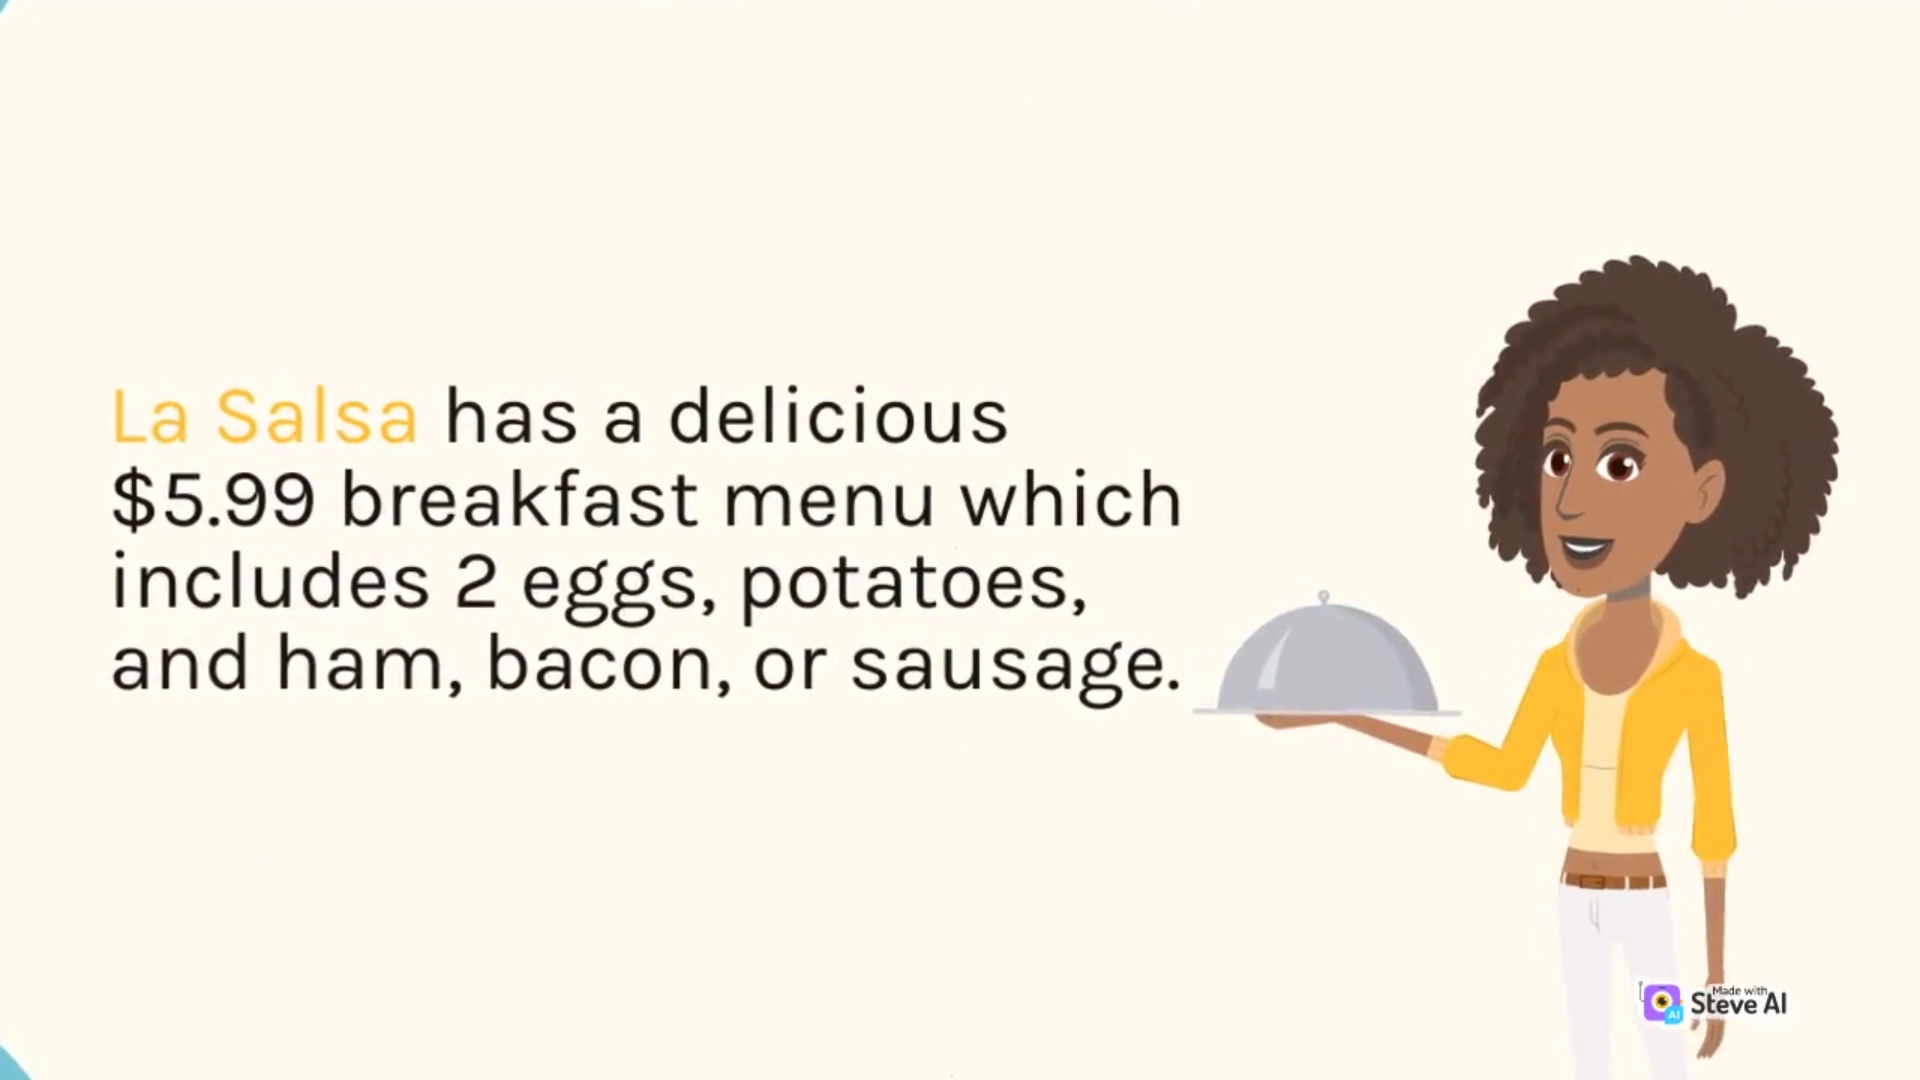 La Salsa has a delicious
$5.99 breakfast menu which
includes 2 eggs, potatoes,
and ham, bacon, or sausage.
Made with
Steve AI
AI